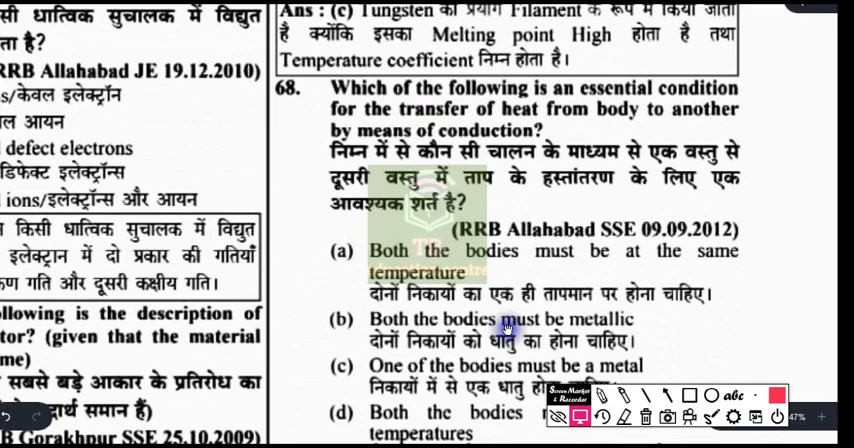 सी धात्विक सुचालक में विद्युत
ता है?
RRB Allahabad JE 19.12.2010)
s/केवल इलेक्ट्रॉन
ल आयन
defect electrons
डिफेक्ट इलेक्ट्रॉन्स
ions/इलेक्ट्रॉन्स और आयन
किसी धात्विक सुचालक में विद्युत
इलेक्ट्रान में दो प्रकार की गतियाँ
गति और दूसरी कक्षीय गति।
llowing is the description of
tor? (given that the material
me)
सबसे बड़े आकार के प्रतिरोध का
दार्थ समान हैं)
B Gorakhpur SSE 25.10.2009)
Ans : (c) Tungsten का प्रयोग Filament के रूप में किया जाता
है क्योंकि इसका Melting point High होता है तथा
Temperature coefficient निम्न होता है।
68. Which of the following is an essential condition
for the transfer of heat from body to another
by means of conduction?
निम्न में से कौन सी चालन के माध्यम से एक वस्तु से
दूसरी वस्तु में ताप के हस्तांतरण के लिए एक
आवश्यक शर्त है?
(RRB Allahabad SSE 09.09.2012)
(a) Both the bodies must be at the same
temperature
दोनों निकायों का एक ही तापमान पर होना चाहिए।
(b) Both the bodies must be metallic
दोनों निकायों को धातु का होना चाहिए।
(c) One of the bodies must be a metal
निकायों में से एक धातु
(d) Both the bodies
temperatures
Screen Marker
& Recorder
abc
47%